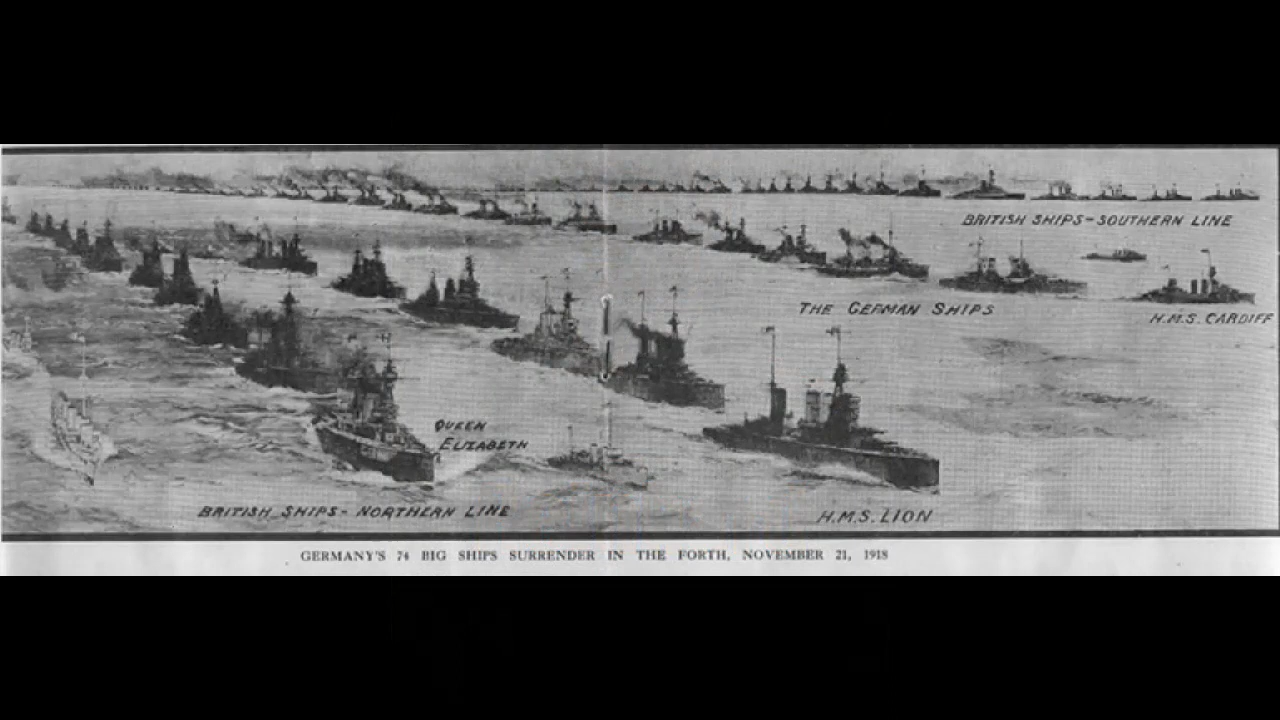 BRITISH SHIPS - SOUTHERN LINE
THE GERMAN SHIPS
H.M.S. CARDIFF
QUEEN
ELIZABETH
BRITISH SHIPS - NORTHERN LINE
H.M.S. LION
GERMANY'S 74 BIG SHIPS SURRENDER IN THE FORTH, NOVEMBER 21, 1918